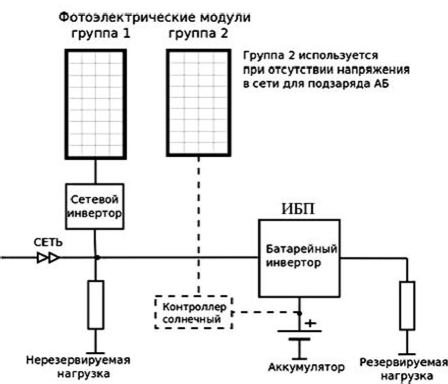 Фотоэлектрические модули
группа 1
группа 2
Группа 2 используется
при отсутствии напряжения
в сети для подзаряда АБ
Сетевой
инвертор
СЕТЬ
ИБП
Батарейный
инвертор
Контроллер
солнечный
+
Нерезервируемая
нагрузка
Аккумулятор
Резервируемая
нагрузка